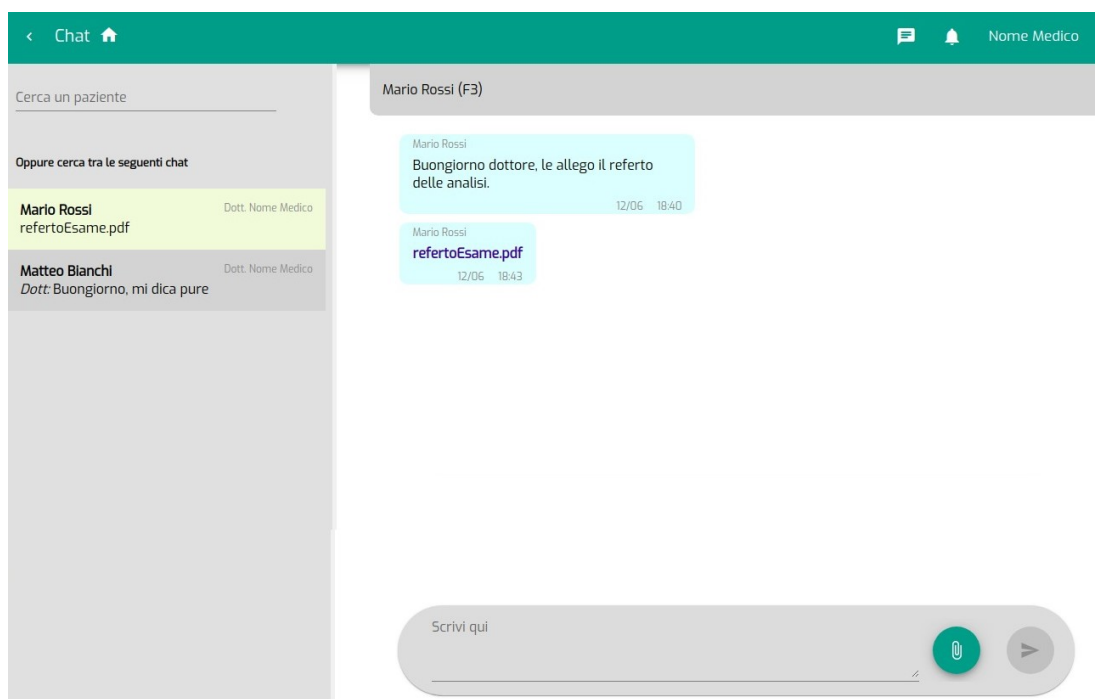 Chat
Nome Medico
Cerca un paziente
Oppure cerca tra le seguenti chat
Mario Rossi
Dott. Nome Medico
refertoEsame.pdf
Matteo Bianchi
Dott. Nome Medico
Dott: Buongiorno, mi dica pure
Mario Rossi (F3)
Mario Rossi
Buongiorno dottore, le allego il referto
delle analisi.
12/06 18:40
Mario Rossi
refertoEsame.pdf
12/06 18:43
Scrivi qui